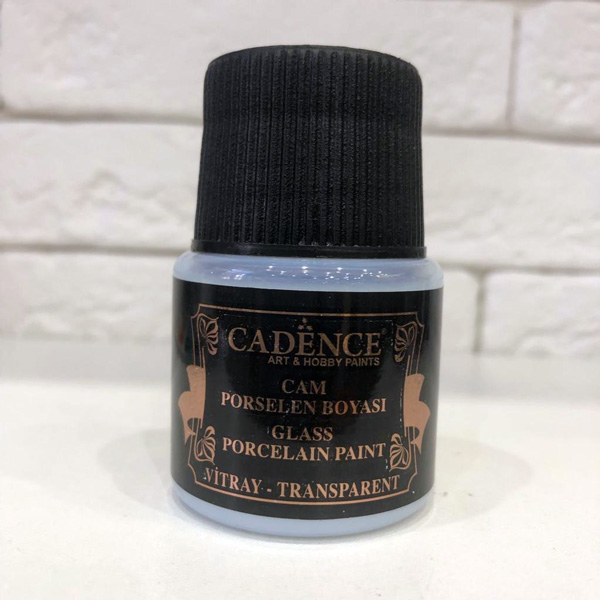 CADENCE®
ART & HOBBY PAINTS
CAM
PORSELEN BOYASI
GLASS
PORCELAIN PAINT
VİTRAY - TRANSPARENT